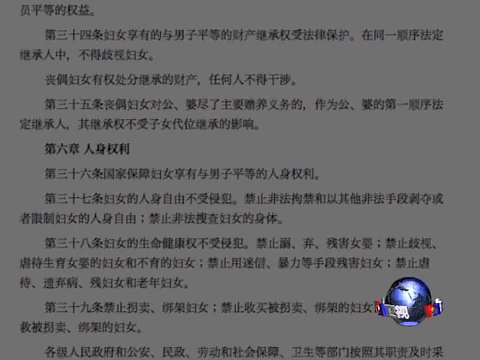 员平等的权益。
第三十四条妇女享有的与男子平等的财产继承权受法律保护。在同一顺序法定
继承人中，不得歧视妇女。
丧偶妇女有权处分继承的财产，任何人不得干涉。
第三十五条丧偶妇女对公、婆尽了主要赡养义务的，作为公、婆的第一顺序法
定继承人，其继承权不受子女代位继承的影响。
第六章 人身权利
第三十六条国家保障妇女享有与男子平等的人身权利。
第三十七条妇女的人身自由不受侵犯。禁止非法拘禁和以其他非法手段剥夺或
者限制妇女的人身自由；禁止非法搜查妇女的身体。
第三十八条妇女的生命健康权不受侵犯。禁止溺、弃、残害女婴；禁止歧视、
虐待生育女婴的妇女和不育的妇女；禁止用迷信、暴力等手段残害妇女；禁止虐
待、遗弃病、残妇女和老年妇女。
第三十九条禁止拐卖、绑架妇女；禁止收买被拐卖、绑架的妇女
救被拐卖、绑架的妇女。
各级人民政府和公安、民政、劳动和社会保障、卫生等部门按照其职责及时采